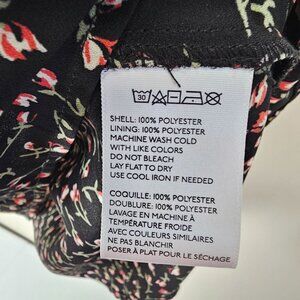 30
SHELL: 100% POLYESTER
LINING: 100% POLYESTER
MACHINE WASH COLD
WITH LIKE COLORS
DO NOT BLEACH
LAY FLAT TO DRY
USE COOL IRON IF NEEDED
COQUILLE: 100% POLYESTER
DOUBLURE: 100% POLYESTER
LAVAGE EN MACHINE À
TEMPÉRATURE FROIDE
AVEC COULEURS SIMILAIRES
NE PAS BLANCHIR
POSER À PLAT POUR LE SÉCHAGE